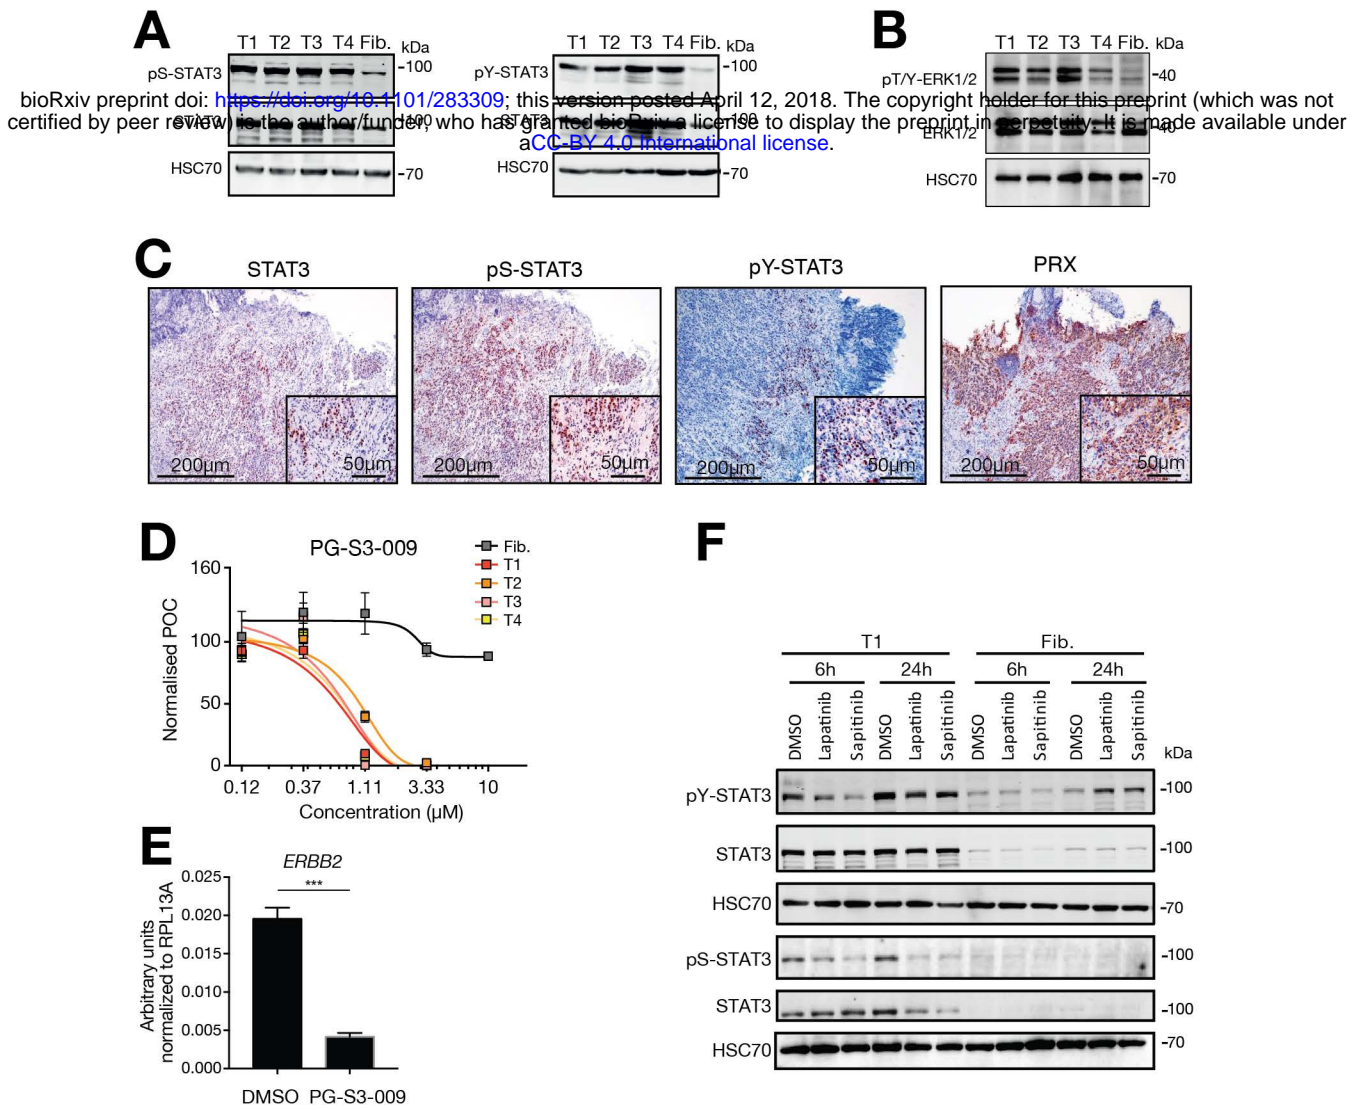 A
T1 T2 T3 T4 Fib. kDa
pS-STAT3
-100
STAT3
-100
HSC70
-70
T1 T2 T3 T4 Fib. kDa
pY-STAT3
-100
STAT3
-100
HSC70
-70
B
T1 T2 T3 T4 Fib. kDa
pT/Y-ERK1/2
-40
ERK1/2
-40
HSC70
-70
bioRxiv preprint doi: https://doi.org/10.1101/283309; this version posted April 12, 2018. The copyright holder for this preprint (which was not
certified by peer review) is the author/funder, who has granted bioRxiv a license to display the preprint in perpetuity. It is made available under
aCC-BY 4.0 International license.
C
STAT3
200µm
50µm
pS-STAT3
200µm
50µm
pY-STAT3
200µm
50µm
PRX
200µm
50µm
D
PG-S3-009
Normalised POC
160
100
50
0
0.12 0.37 1.11 3.33 10
Concentration (µM)
Fib.
T1
T2
T3
T4
E
ERBB2
***
Arbitrary units
normalized to RPL13A
0.025
0.020
0.015
0.010
0.005
0.000
DMSO PG-S3-009
F
T1 Fib.
6h 24h 6h 24h
DMSO Lapatinib Sapitinib DMSO Lapatinib Sapitinib DMSO Lapatinib Sapitinib DMSO Lapatinib Sapitinib
kDa
pY-STAT3 -100
STAT3 -100
HSC70 -70
pS-STAT3 -100
STAT3 -100
HSC70 -70